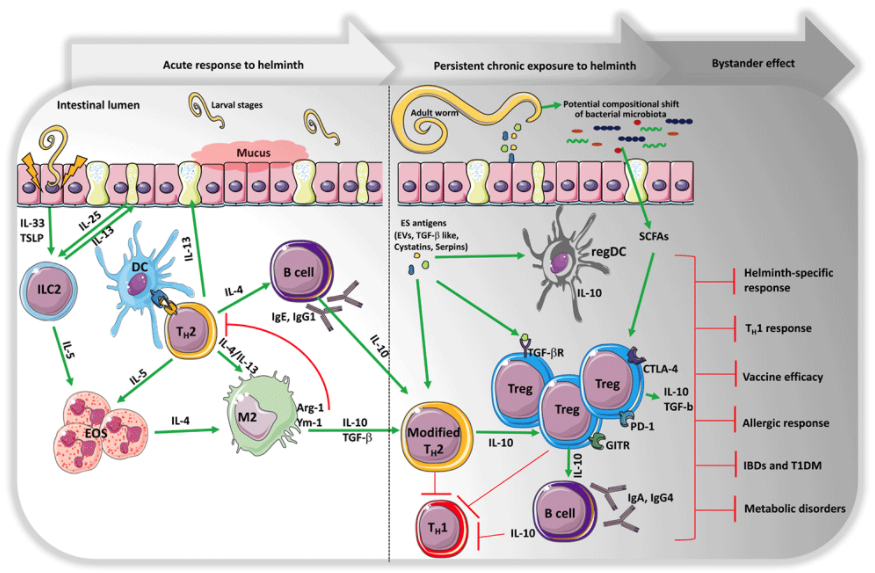 Acute response to helminth
Persistent chronic exposure to helminth
Bystander effect
Intestinal lumen
Larval stages
Mucus
Adult worm
Potential compositional shift
of bacterial microbiota
IL-33
TSLP
IL-25
IL-13
IL-13
ILC2
DC
TH2
IL-4
B cell
IgE, IgG1
IL-10
IL-5
IL-5
IL-4/IL-13
EOS
IL-4
M2
Arg-1
Ym-1
IL-10
TGF-β
ES antigens
(EVs, TGF-β like,
Cystatins, Serpins)
regDC
IL-10
SCFAs
TGF-βR
Treg
Treg
Treg
CTLA-4
IL-10
TGF-b
PD-1
GITR
Modified
TH2
IL-10
IL-10
B cell
IgA, IgG4
IL-10
TH1
Helminth-specific
response
TH1 response
Vaccine efficacy
Allergic response
IBDs and T1DM
Metabolic disorders